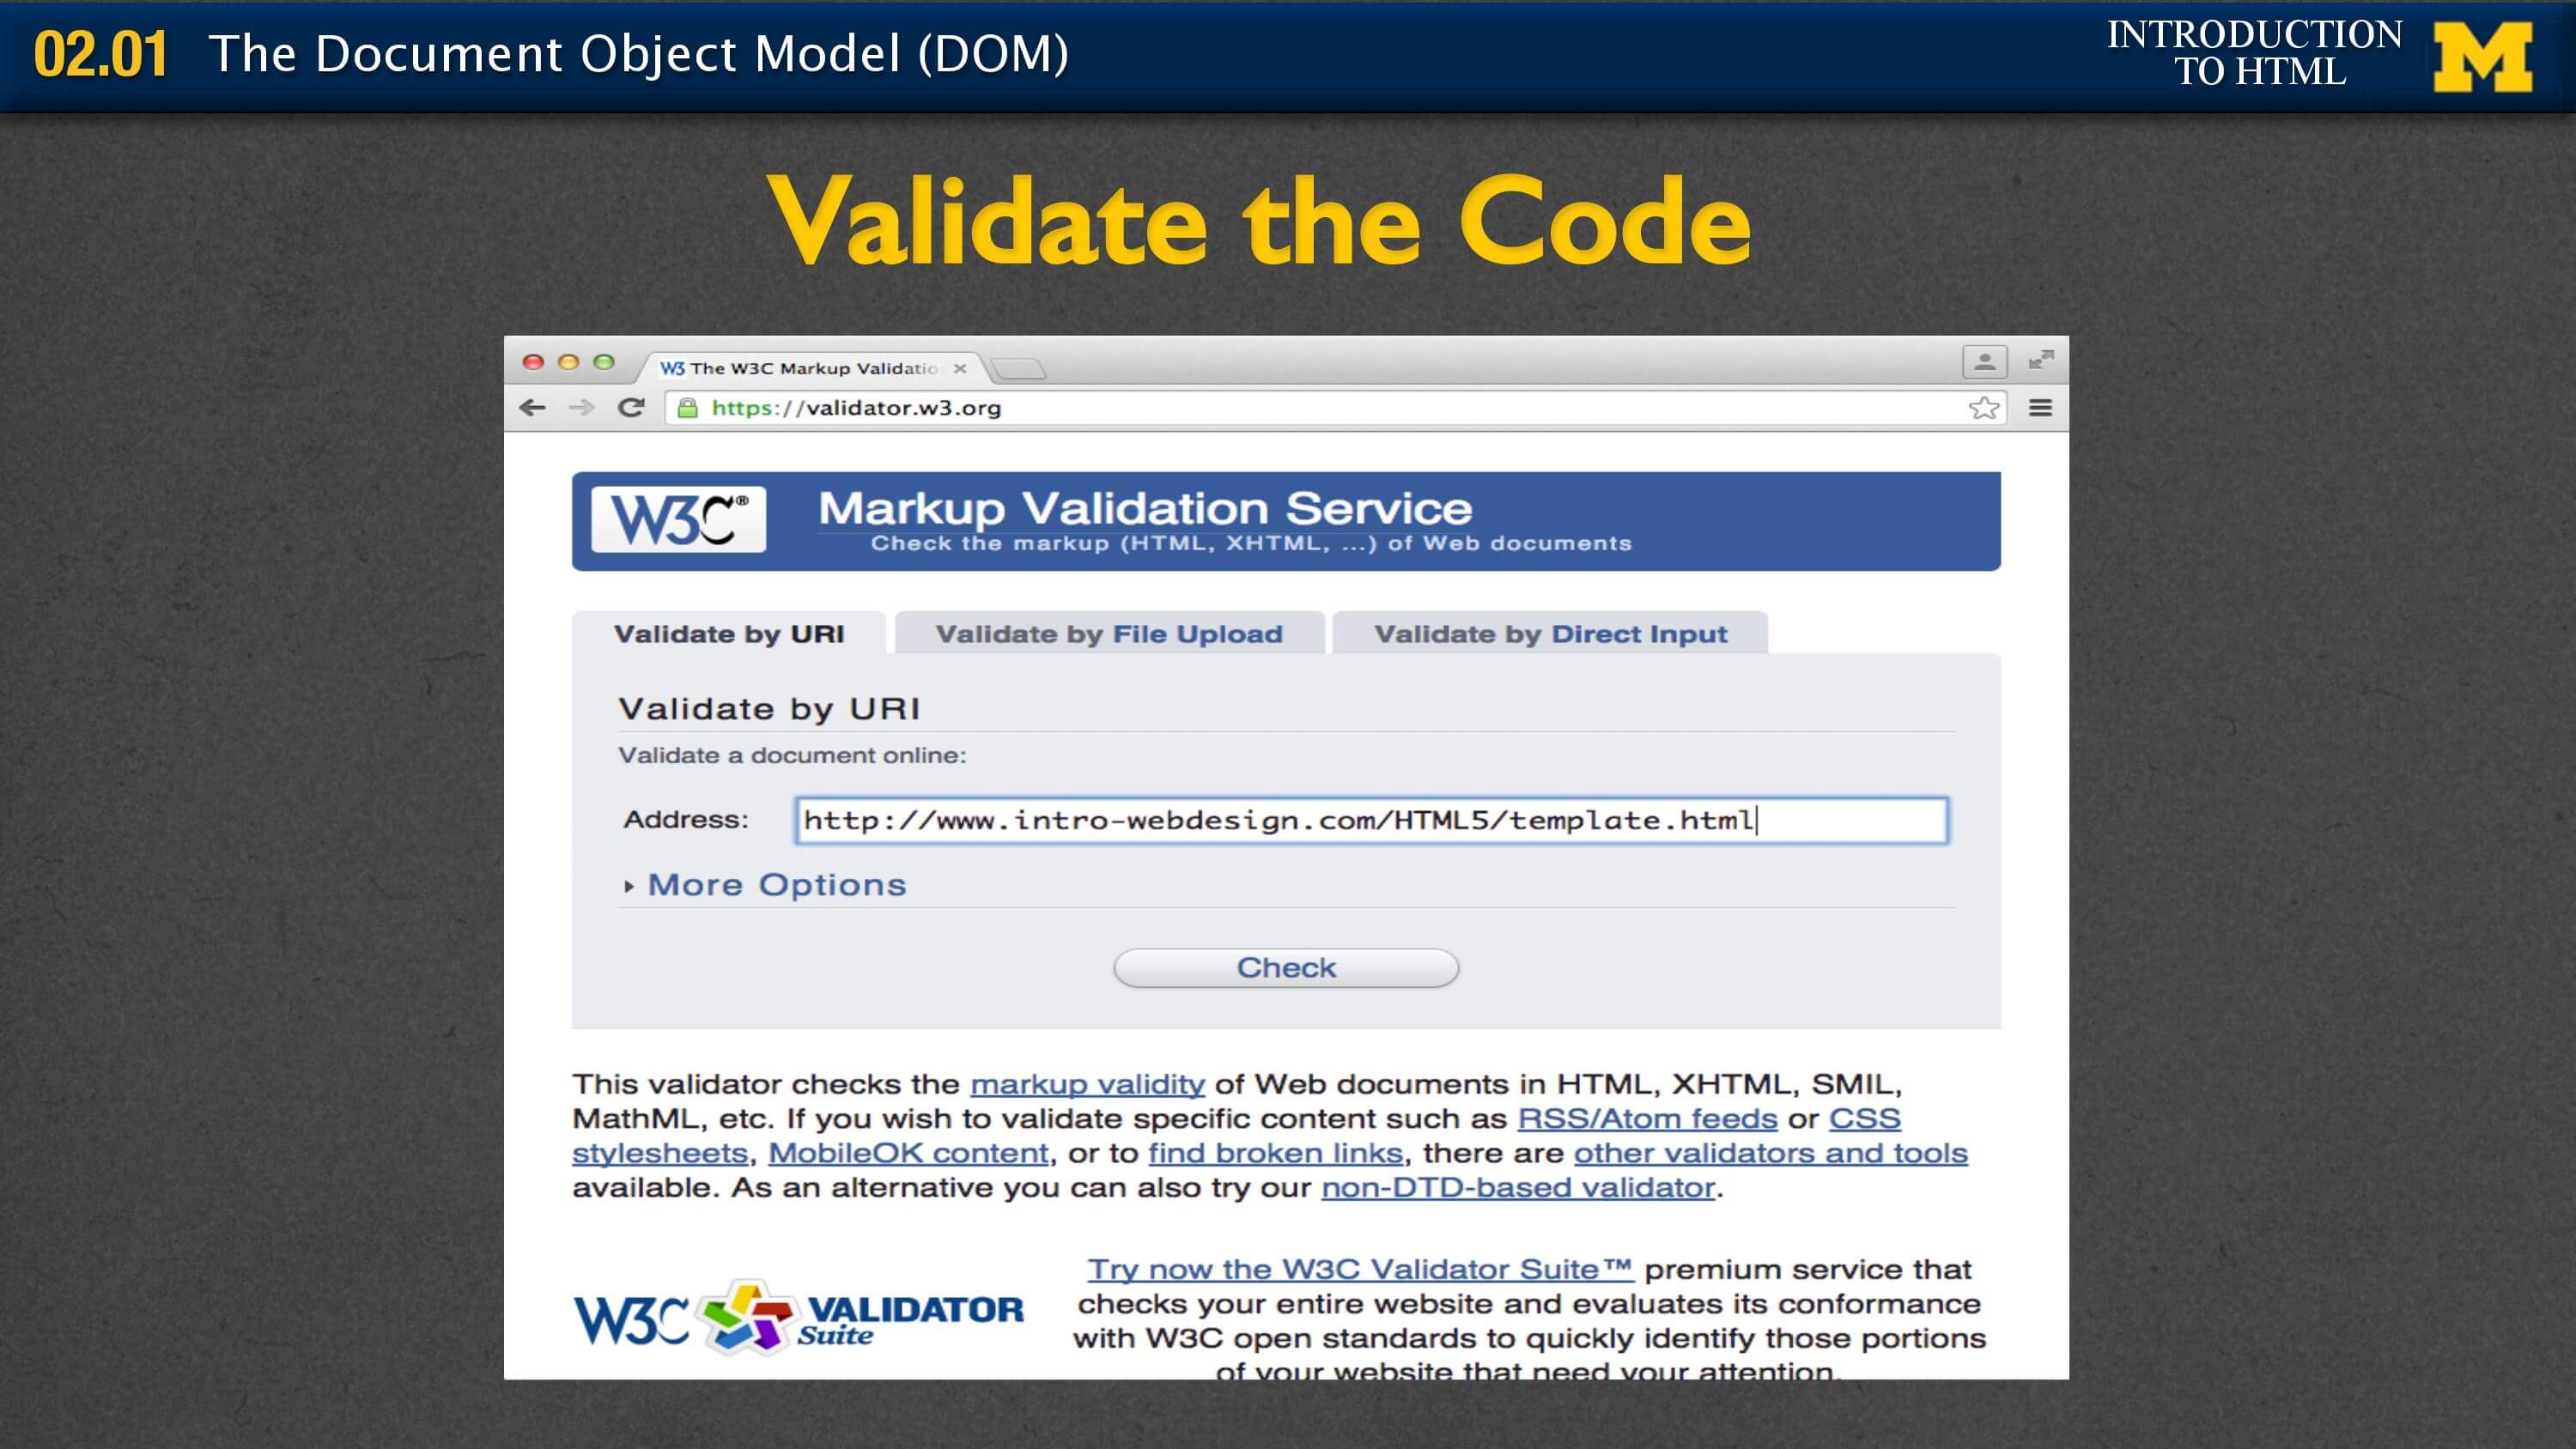 02.01 The Document Object Model (DOM)
INTRODUCTION
TO HTML
M
Validate the Code
W3 The W3C Markup Validatio
https://validator.w3.org
W3C® Markup Validation Service
Check the markup (HTML, XHTML, ...) of Web documents
Validate by URI Validate by File Upload Validate by Direct Input
Validate by URI
Validate a document online:
Address: http://www.intro-webdesign.com/HTML5/template.html
More Options
Check
This validator checks the markup validity of Web documents in HTML, XHTML, SMIL,
MathML, etc. If you wish to validate specific content such as RSS/Atom feeds or CSS
stylesheets, MobileOK content, or to find broken links, there are other validators and tools
available. As an alternative you can also try our non-DTD-based validator.
W3C VALIDATOR
Suite
Try now the W3C Validator Suite™ premium service that
checks your entire website and evaluates its conformance
with W3C open standards to quickly identify those portions
of your website that need your attention.